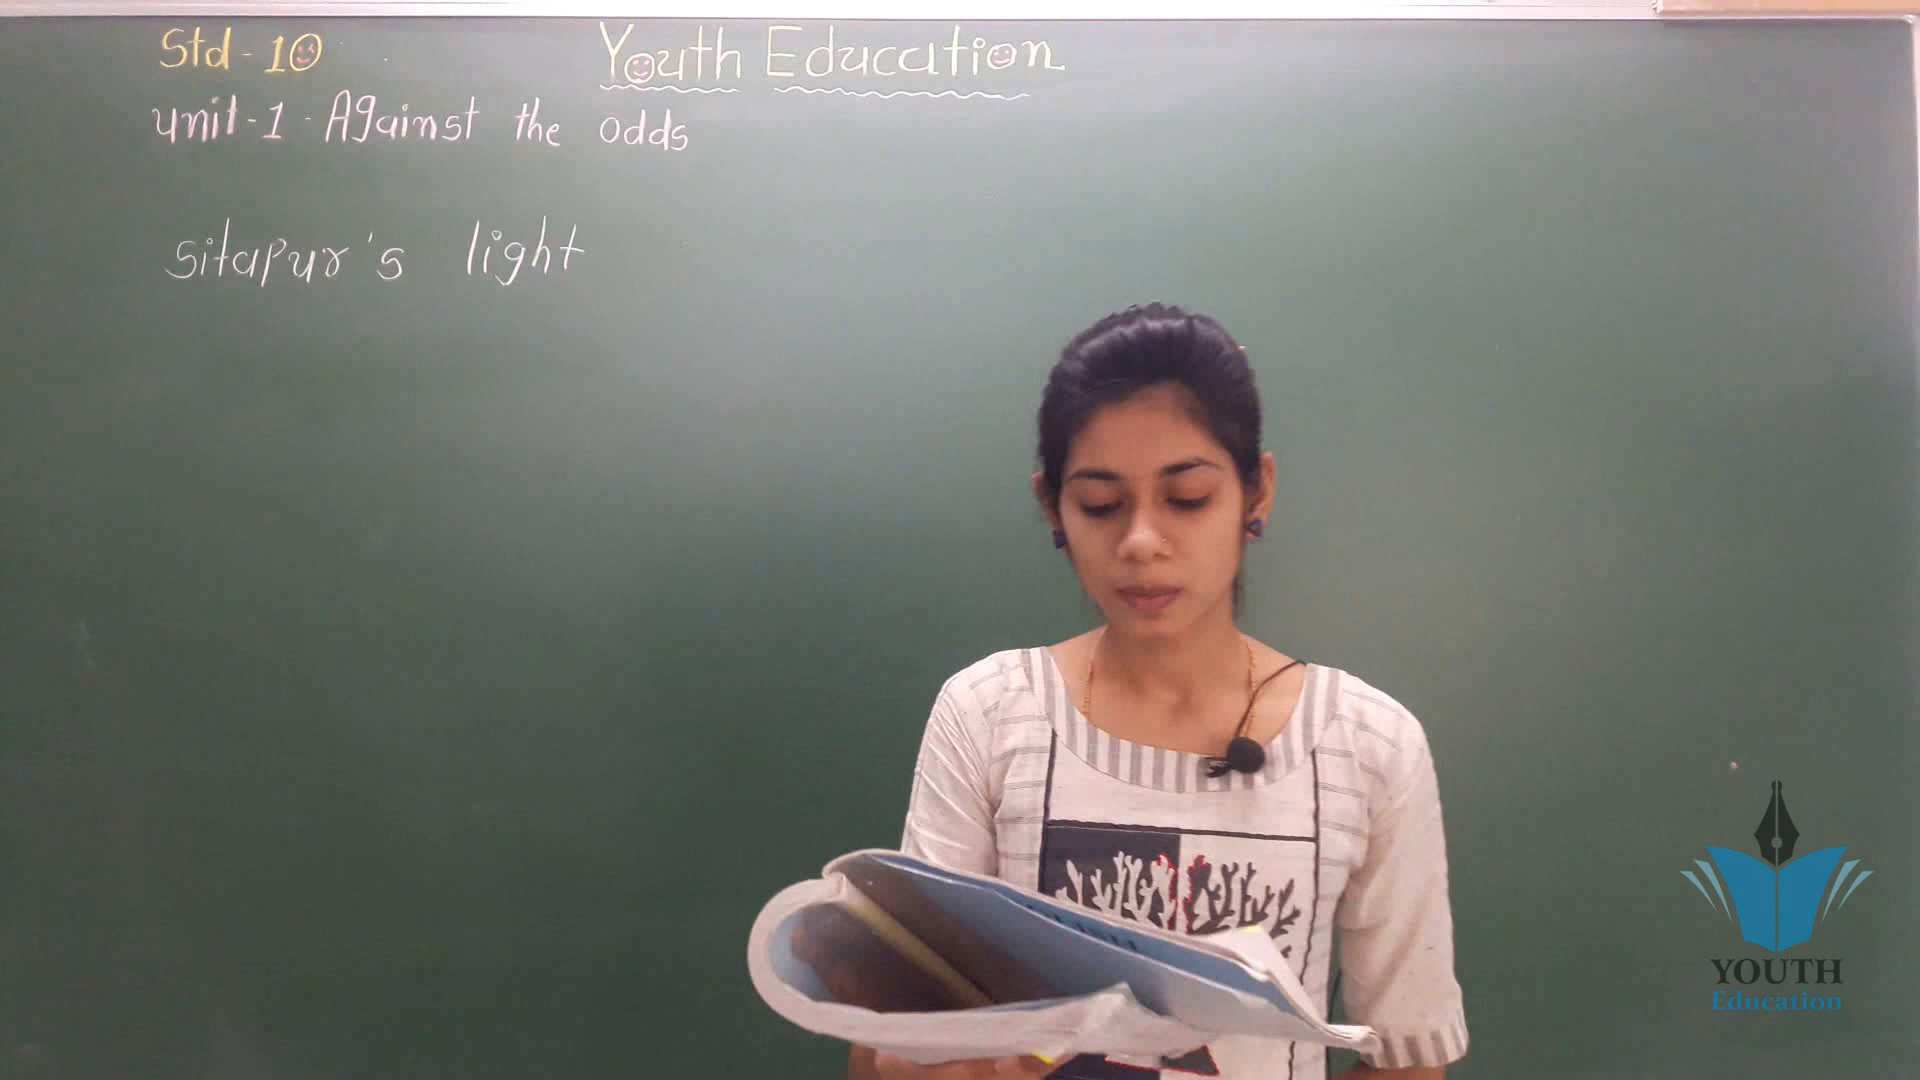 Std - 10
Youth Education
unit - 1 - Against the odds
sitapur's light
YOUTH
Education